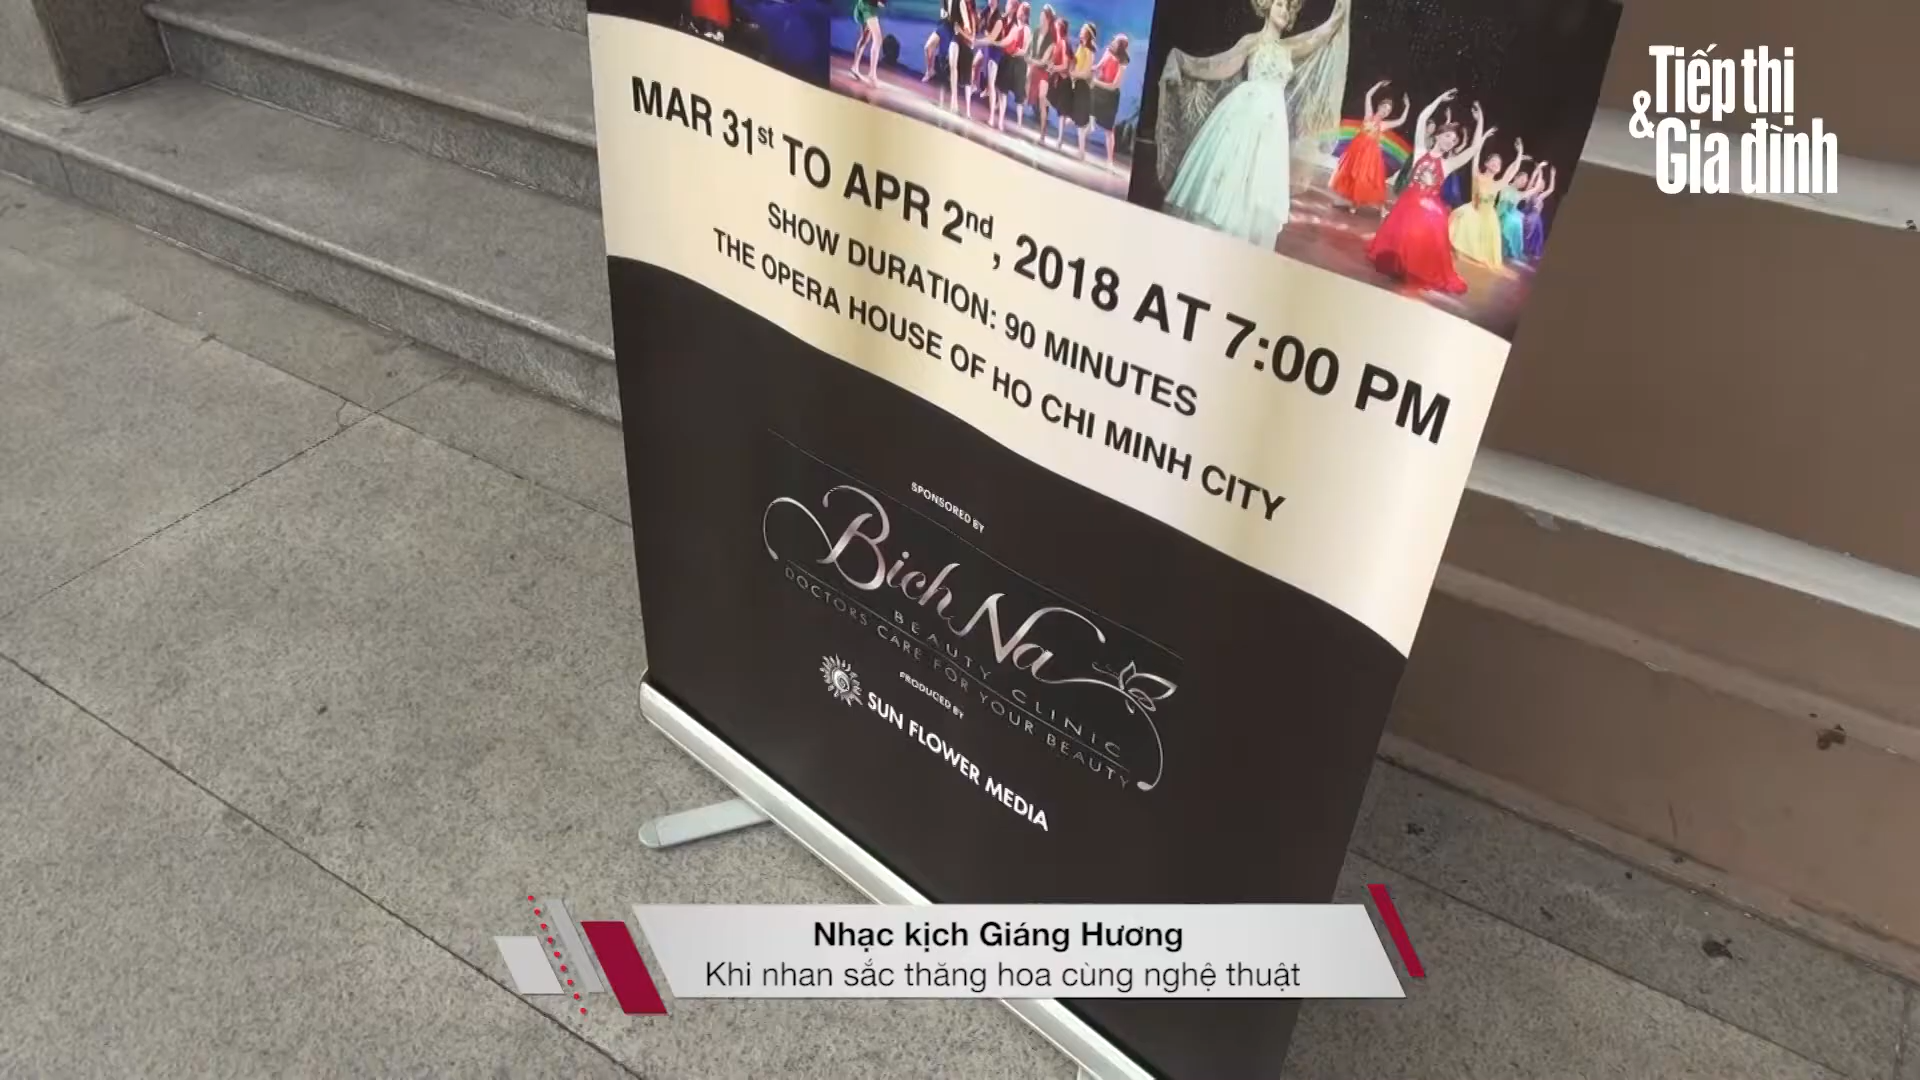 Tiếp thị
& Gia đình
MAR 31st TO APR 2nd, 2018 AT 7:00 PM
SHOW DURATION: 90 MINUTES
THE OPERA HOUSE OF HO CHI MINH CITY
SPONSORED BY
Bich Na
BEAUTY CLINIC
DOCTORS CARE FOR YOUR BEAUTY
PRODUCED BY
SUN FLOWER MEDIA
Nhạc kịch Giáng Hương
Khi nhan sắc thăng hoa cùng nghệ thuật